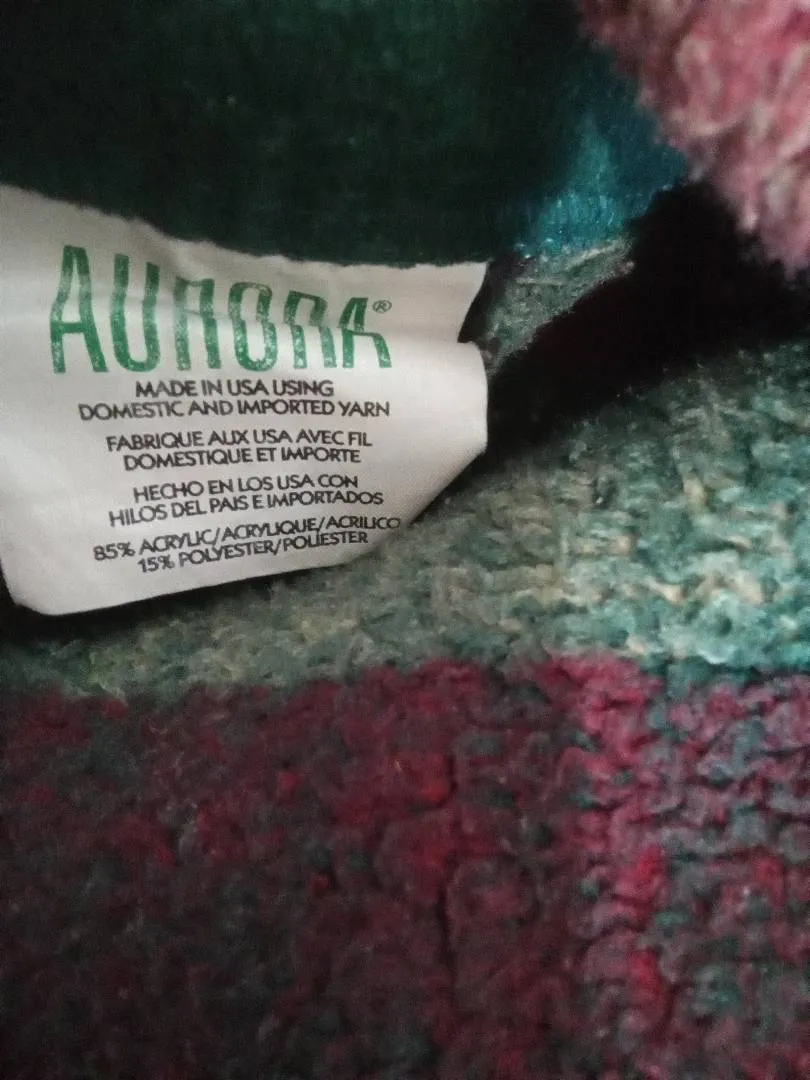 AURORA®
MADE IN USA USING
DOMESTIC AND IMPORTED YARN
FABRIQUE AUX USA AVEC FIL
DOMESTIQUE ET IMPORTE
HECHO EN LOS USA CON
HILOS DEL PAIS E IMPORTADOS
85% ACRYLIC/ACRYLIQUE/ACRILICO
15% POLYESTER/POLIESTER